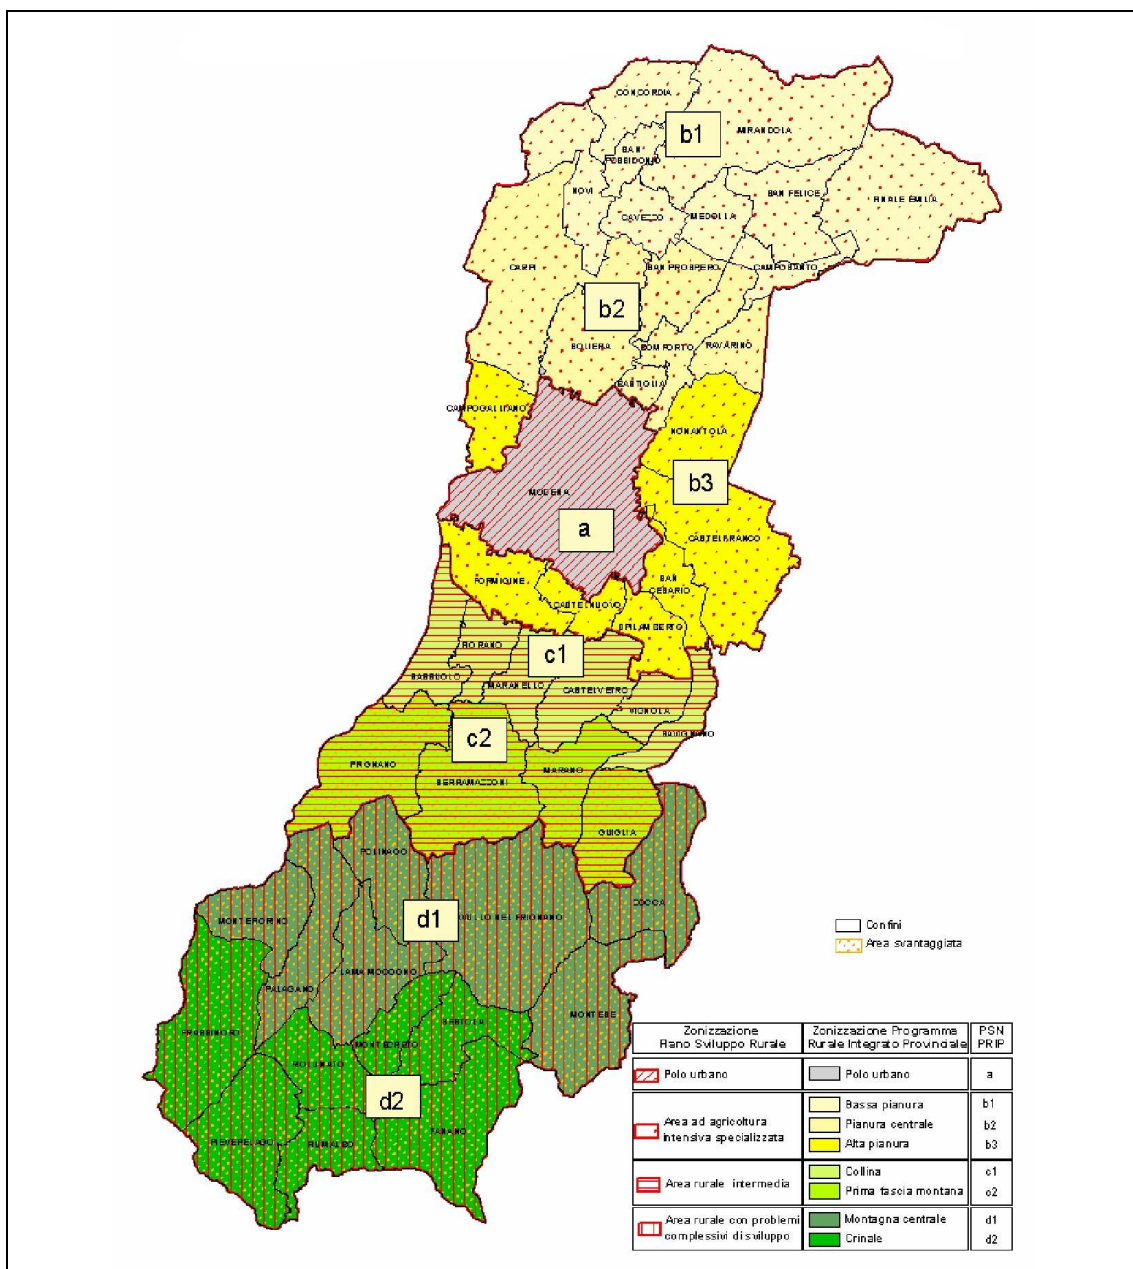 CONCORDIA
b1
MIRANDOLA
SAN
POSSIDONIO
NOVI
SAN FELICE
FINALE EMILIA
CAVEZZO
MEDOLLA
CARPI
SAN PROSPERO
CAMPOSANTO
b2
SOLIERA
BOMPORTO
RAVARINO
BASTIGLIA
CAMPOGALLIANO
NONANTOLA
b3
MODENA
a
CASTELFRANCO
FORMIGINE
SAN
CESARIO
CASTELNUOVO
SPILAMBERTO
FIORANO
c1
SASSUOLO
MARANELLO
CASTELVETRO
VIGNOLA
SAVIGNANO
c2
PRIGNANO
SERRAMAZZONI
MARANO
GUIGLIA
POLINAGO
ZOCCA
MONTEFIORINO
d1
PAVULLO NEL FRIGNANO
LAMA MOCOGNO
PALAGANO
MONTESE
FRASSINORO
SESTOLA
MONTECRETO
RIOLUNATO
d2
PIEVEPELAGO
FIUMALBO
FANANO
Confini
Area svantaggiata
Zonizzazione
Piano Sviluppo Rurale
Zonizzazione Programma
Rurale Integrato Provinciale
PSN
PRIP
Polo urbano
Polo urbano
a
Area ad agricoltura
intensiva specializzata
Bassa pianura
b1
Pianura centrale
b2
Alta pianura
b3
Area rurale intermedia
Collina
c1
Prima fascia montana
c2
Area rurale con problemi
complessivi di sviluppo
Montagna centrale
d1
Crinale
d2